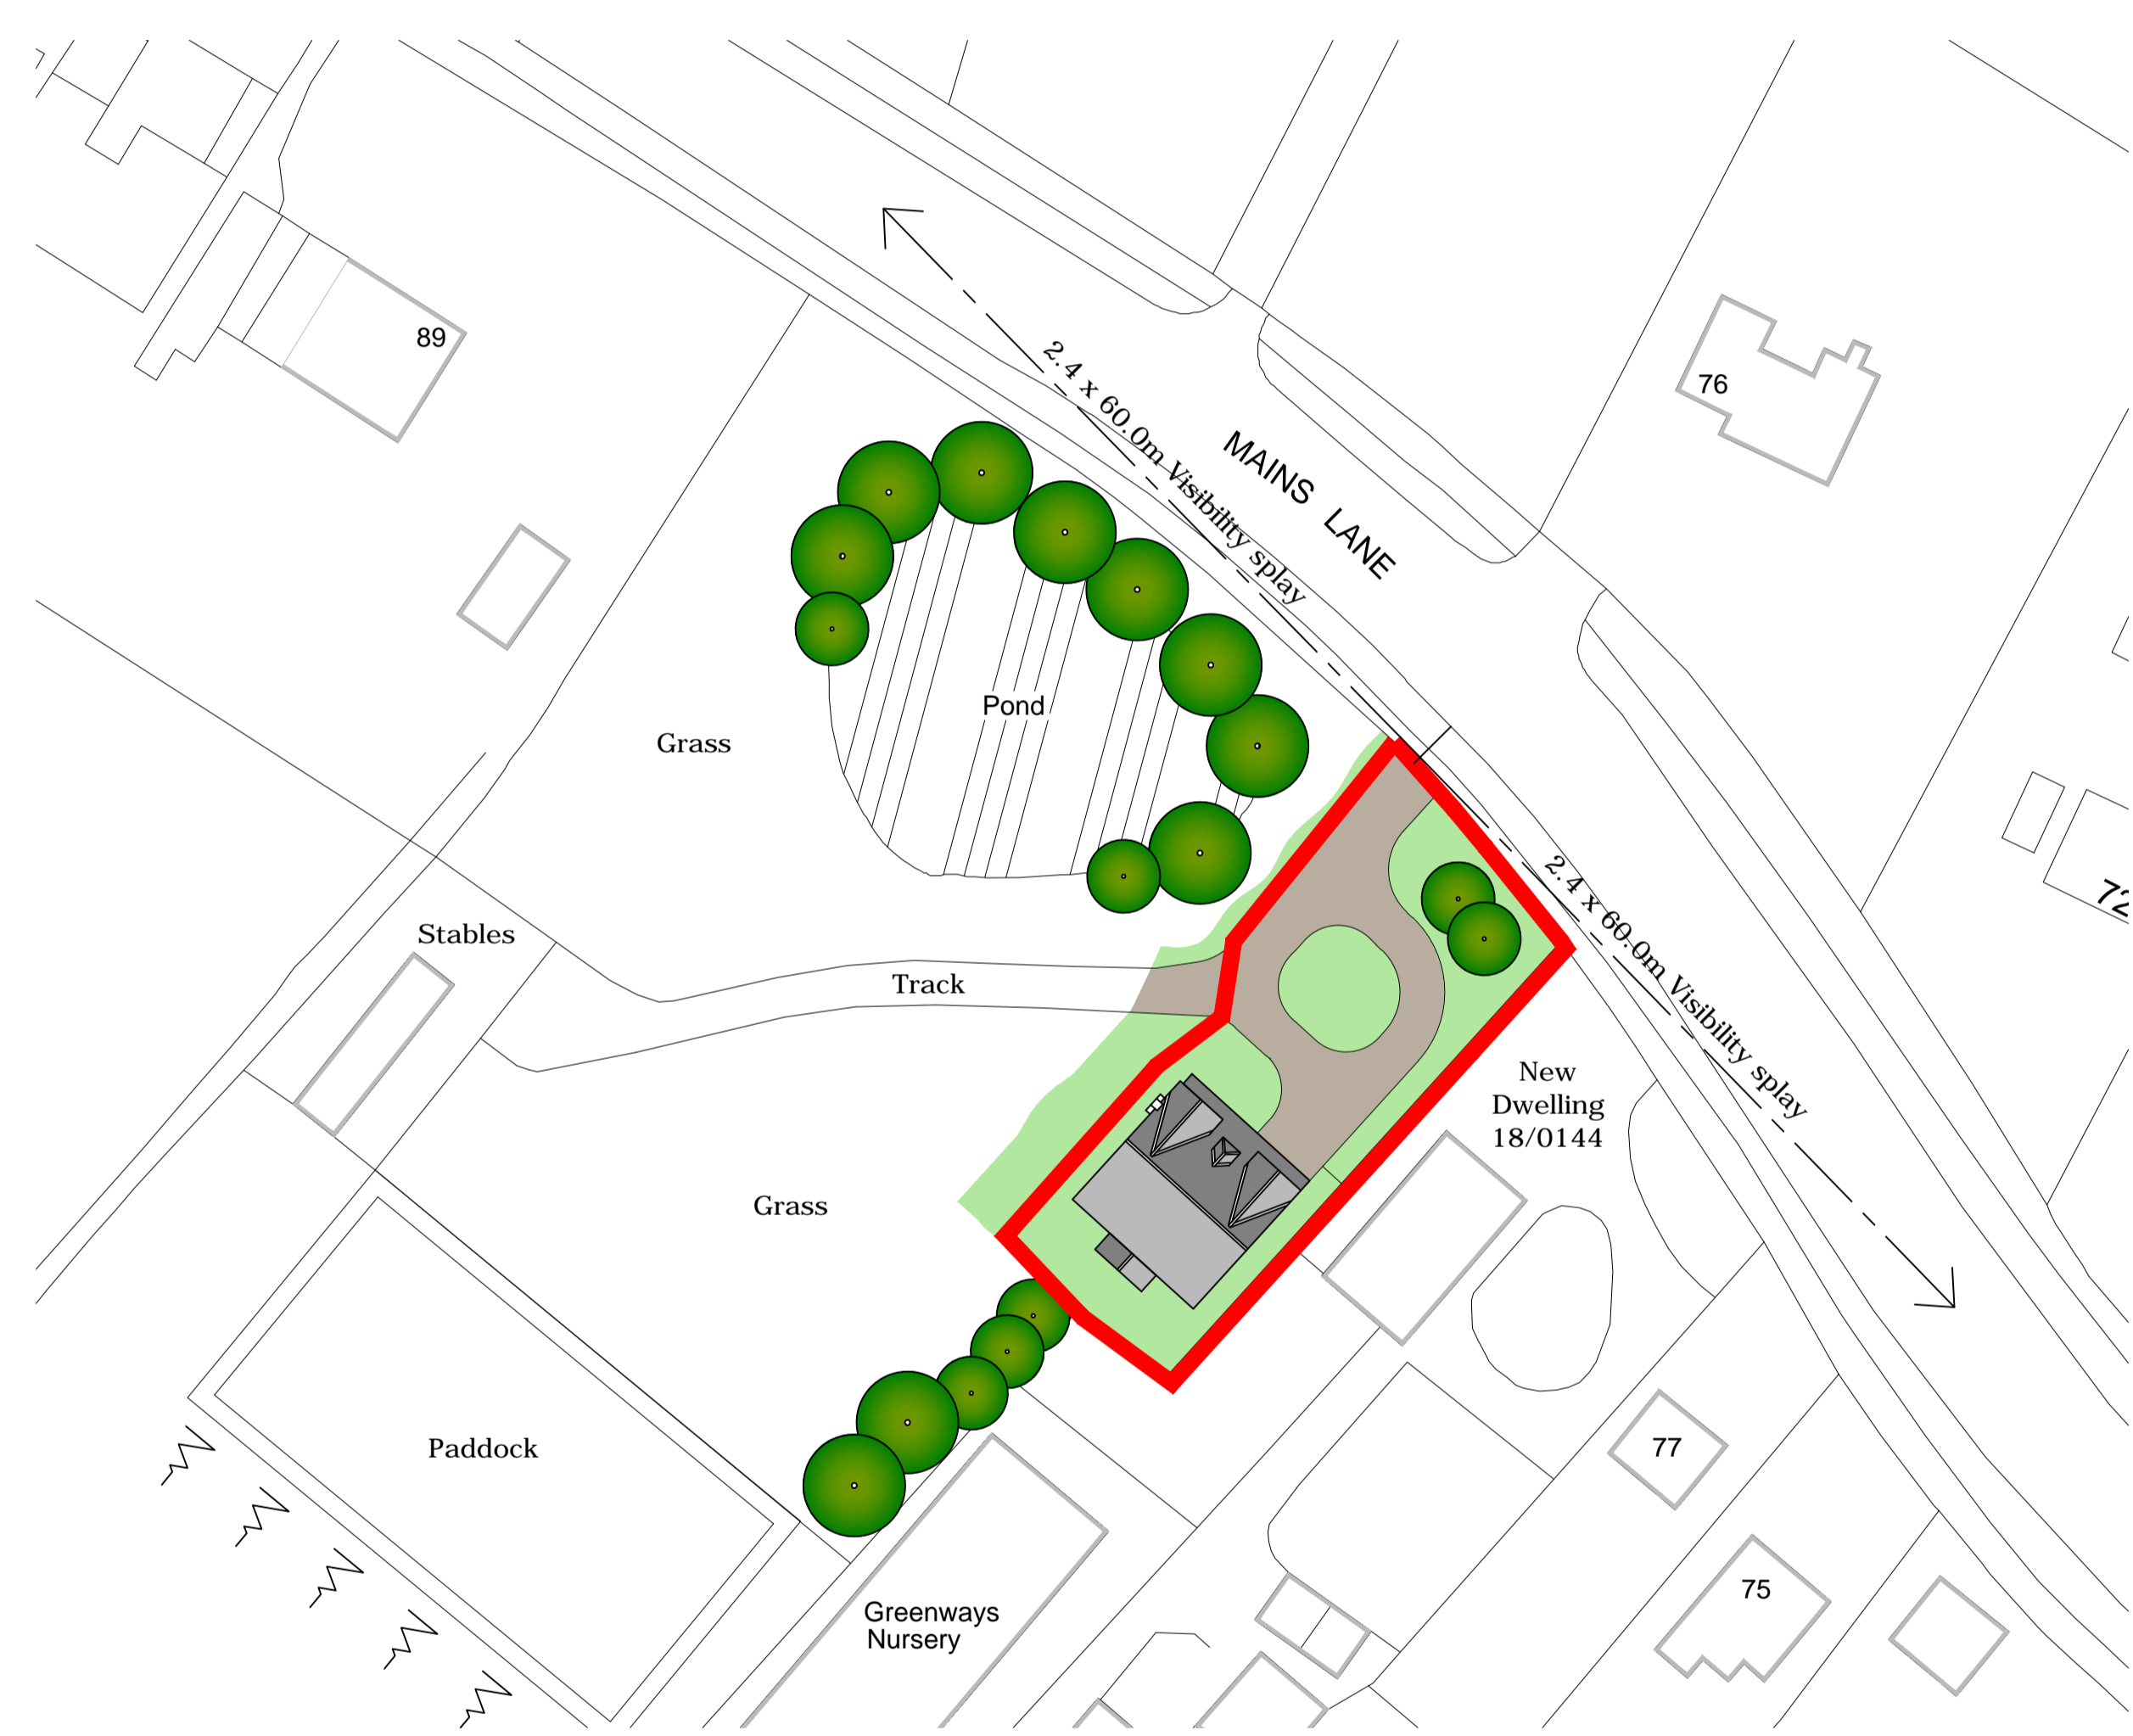 89
76
2.4 x 60.0m Visibility splay
MAINS LANE
Pond
Grass
72
2.4 x 60.0m Visibility splay
Stables
Track
New
Dwelling
18/0144
Grass
Paddock
77
75
Greenways
Nursery